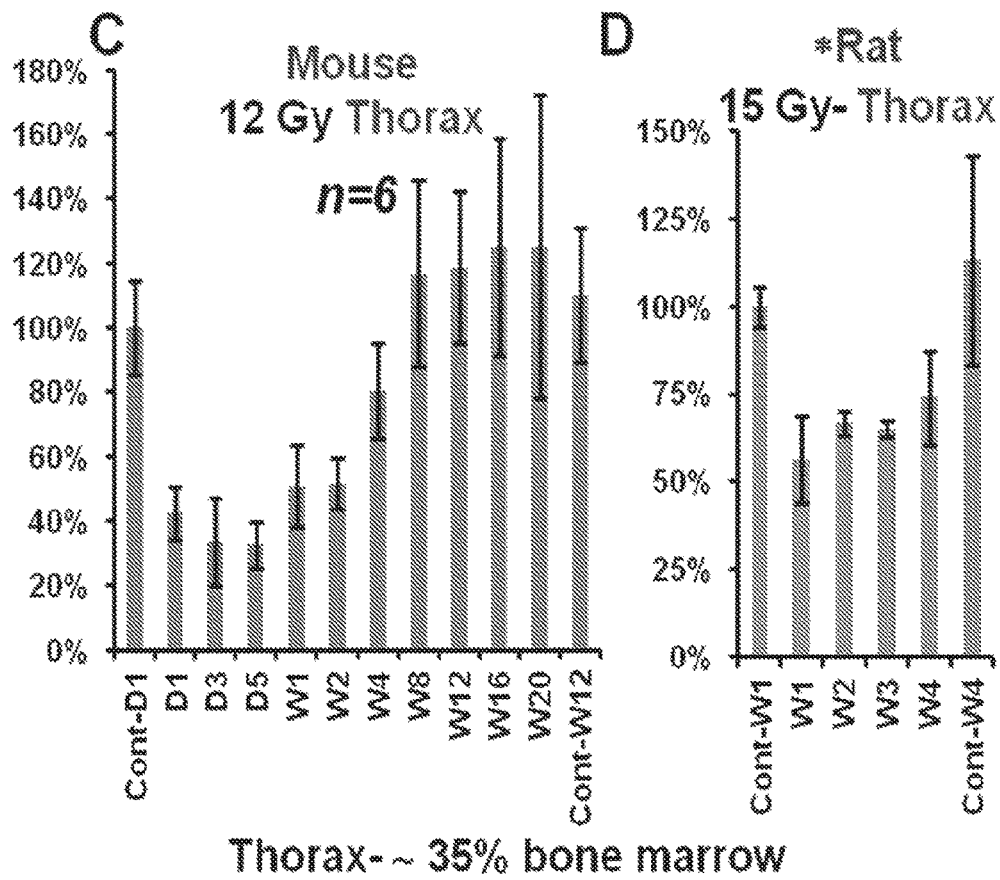 C
Mouse
12 Gy Thorax
n=6
180%
160%
140%
120%
100%
80%
60%
40%
20%
0%
Cont-D1
D1
D3
D5
W1
W2
W4
W8
W12
W16
W20
Cont-W12
D
*Rat
15 Gy- Thorax
150%
125%
100%
75%
50%
25%
0%
Cont-W1
W1
W2
W3
W4
Cont-W4
Thorax- ~ 35% bone marrow